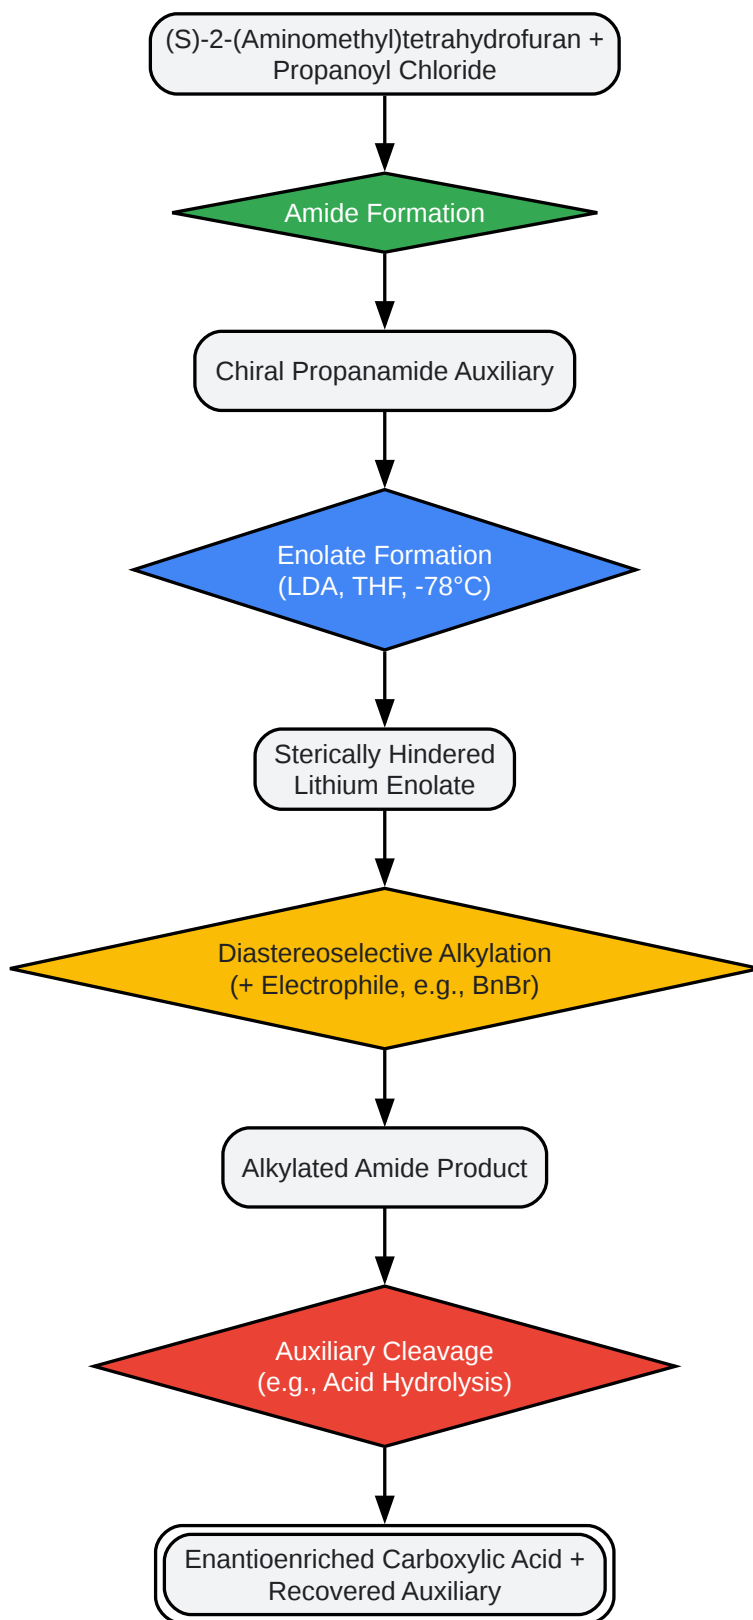 (S)-2-(Aminomethyl)tetrahydrofuran +
Propanoyl Chloride
Amide Formation
Chiral Propanamide Auxiliary
Enolate Formation
(LDA, THF, -78°C)
Sterically Hindered
Lithium Enolate
Diastereoselective Alkylation
(+ Electrophile, e.g., BnBr)
Alkylated Amide Product
Auxiliary Cleavage
(e.g., Acid Hydrolysis)
Enantioenriched Carboxylic Acid +
Recovered Auxiliary